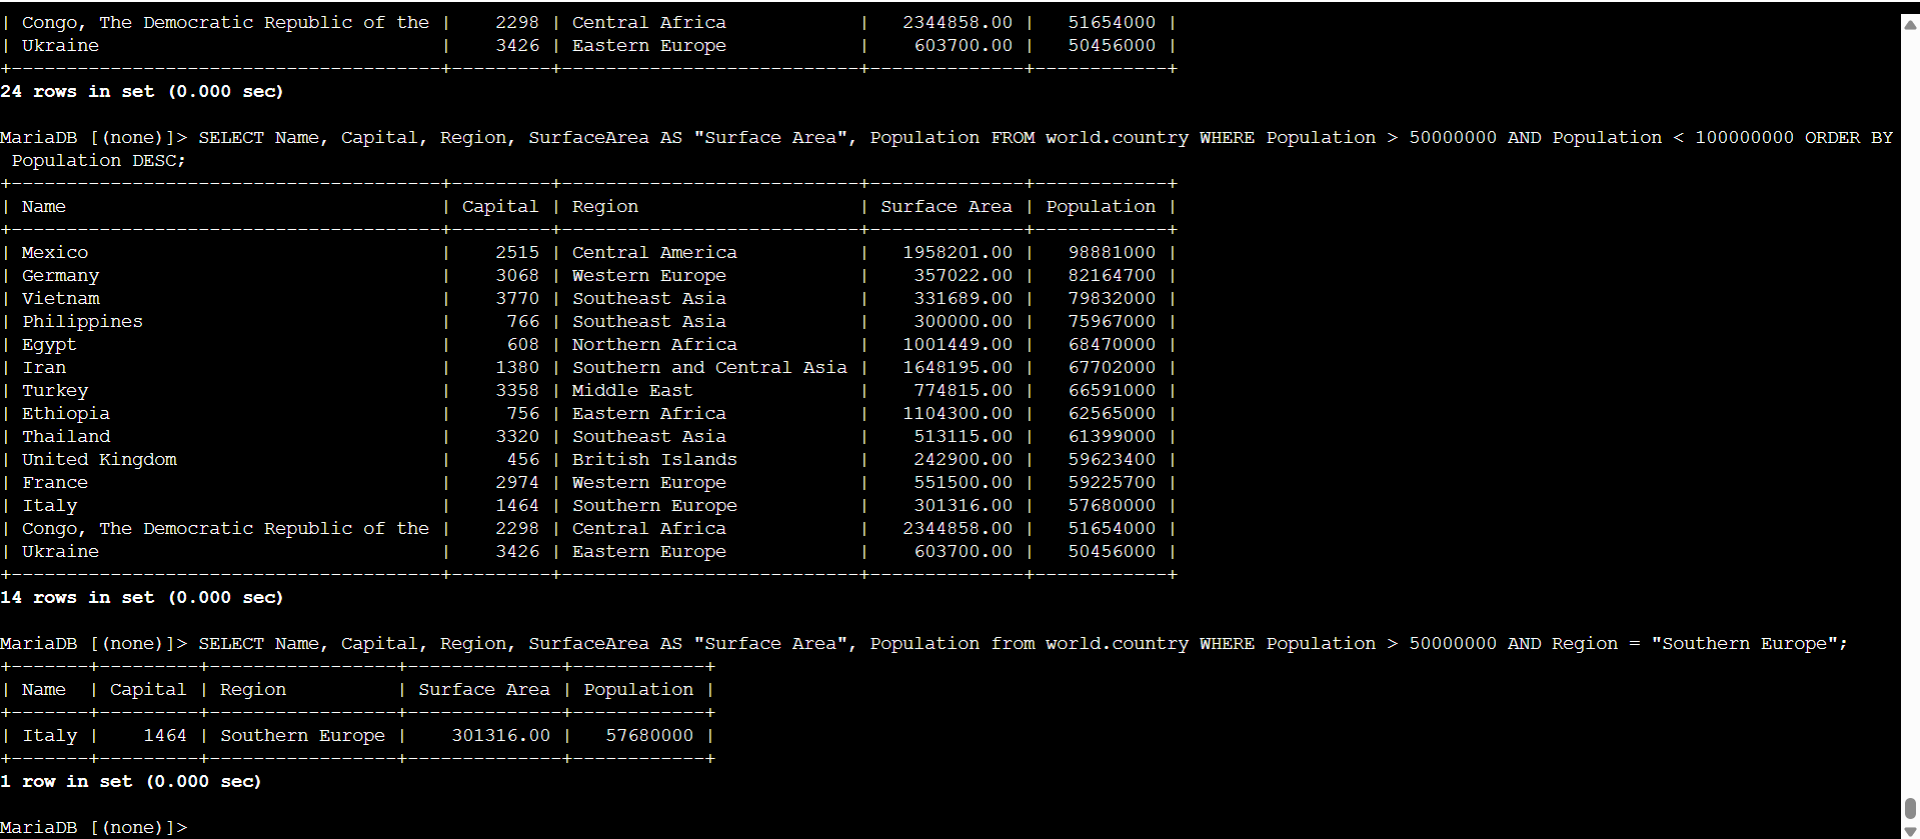 | Congo, The Democratic Republic of the |    2298 | Central Africa            |   2344858.00 |   51654000 |
| Ukraine                               |    3426 | Eastern Europe            |    603700.00 |   50456000 |
+---------------------------------------+---------+---------------------------+--------------+------------+
24 rows in set (0.000 sec)

MariaDB [(none)]> SELECT Name, Capital, Region, SurfaceArea AS "Surface Area", Population FROM world.country WHERE Population > 50000000 AND Population < 100000000 ORDER BY
 Population DESC;
+---------------------------------------+---------+---------------------------+--------------+------------+
| Name                                  | Capital | Region                    | Surface Area | Population |
+---------------------------------------+---------+---------------------------+--------------+------------+
| Mexico                                |    2515 | Central America           |   1958201.00 |   98881000 |
| Germany                               |    3068 | Western Europe            |    357022.00 |   82164700 |
| Vietnam                               |    3770 | Southeast Asia            |    331689.00 |   79832000 |
| Philippines                           |     766 | Southeast Asia            |    300000.00 |   75967000 |
| Egypt                                 |     608 | Northern Africa           |   1001449.00 |   68470000 |
| Iran                                  |    1380 | Southern and Central Asia |   1648195.00 |   67702000 |
| Turkey                                |    3358 | Middle East               |    774815.00 |   66591000 |
| Ethiopia                              |     756 | Eastern Africa            |   1104300.00 |   62565000 |
| Thailand                              |    3320 | Southeast Asia            |    513115.00 |   61399000 |
| United Kingdom                        |     456 | British Islands           |    242900.00 |   59623400 |
| France                                |    2974 | Western Europe            |    551500.00 |   59225700 |
| Italy                                 |    1464 | Southern Europe           |    301316.00 |   57680000 |
| Congo, The Democratic Republic of the |    2298 | Central Africa            |   2344858.00 |   51654000 |
| Ukraine                               |    3426 | Eastern Europe            |    603700.00 |   50456000 |
+---------------------------------------+---------+---------------------------+--------------+------------+
14 rows in set (0.000 sec)

MariaDB [(none)]> SELECT Name, Capital, Region, SurfaceArea AS "Surface Area", Population from world.country WHERE Population > 50000000 AND Region = "Southern Europe";
+-------+---------+-----------------+--------------+------------+
| Name  | Capital | Region          | Surface Area | Population |
+-------+---------+-----------------+--------------+------------+
| Italy |    1464 | Southern Europe |    301316.00 |   57680000 |
+-------+---------+-----------------+--------------+------------+
1 row in set (0.000 sec)

MariaDB [(none)]>